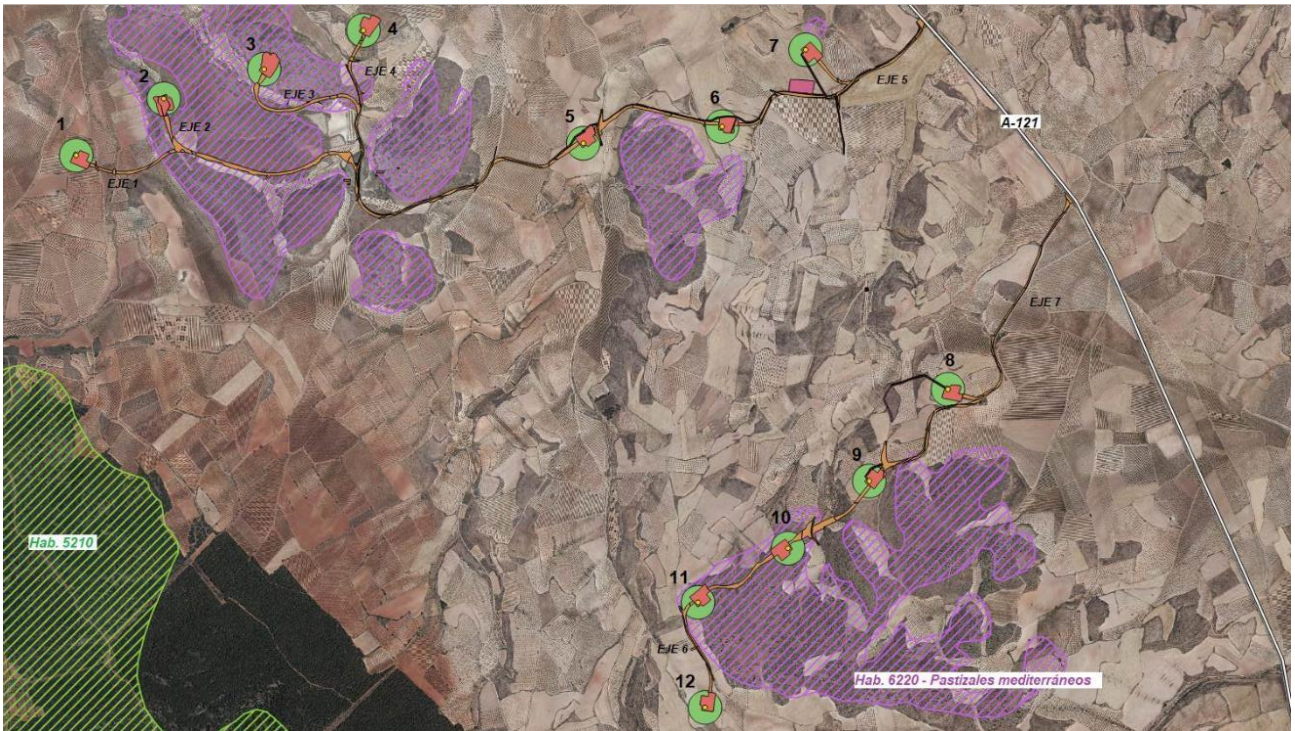 4
3
7
EJE 4
EJE 5
2
EJE 3
5
6
1
EJE 2
A-121
EJE 1
EJE 7
8
9
Hab. 5210
10
11
EJE 6
Hab. 6220 - Pastizales mediterráneos
12